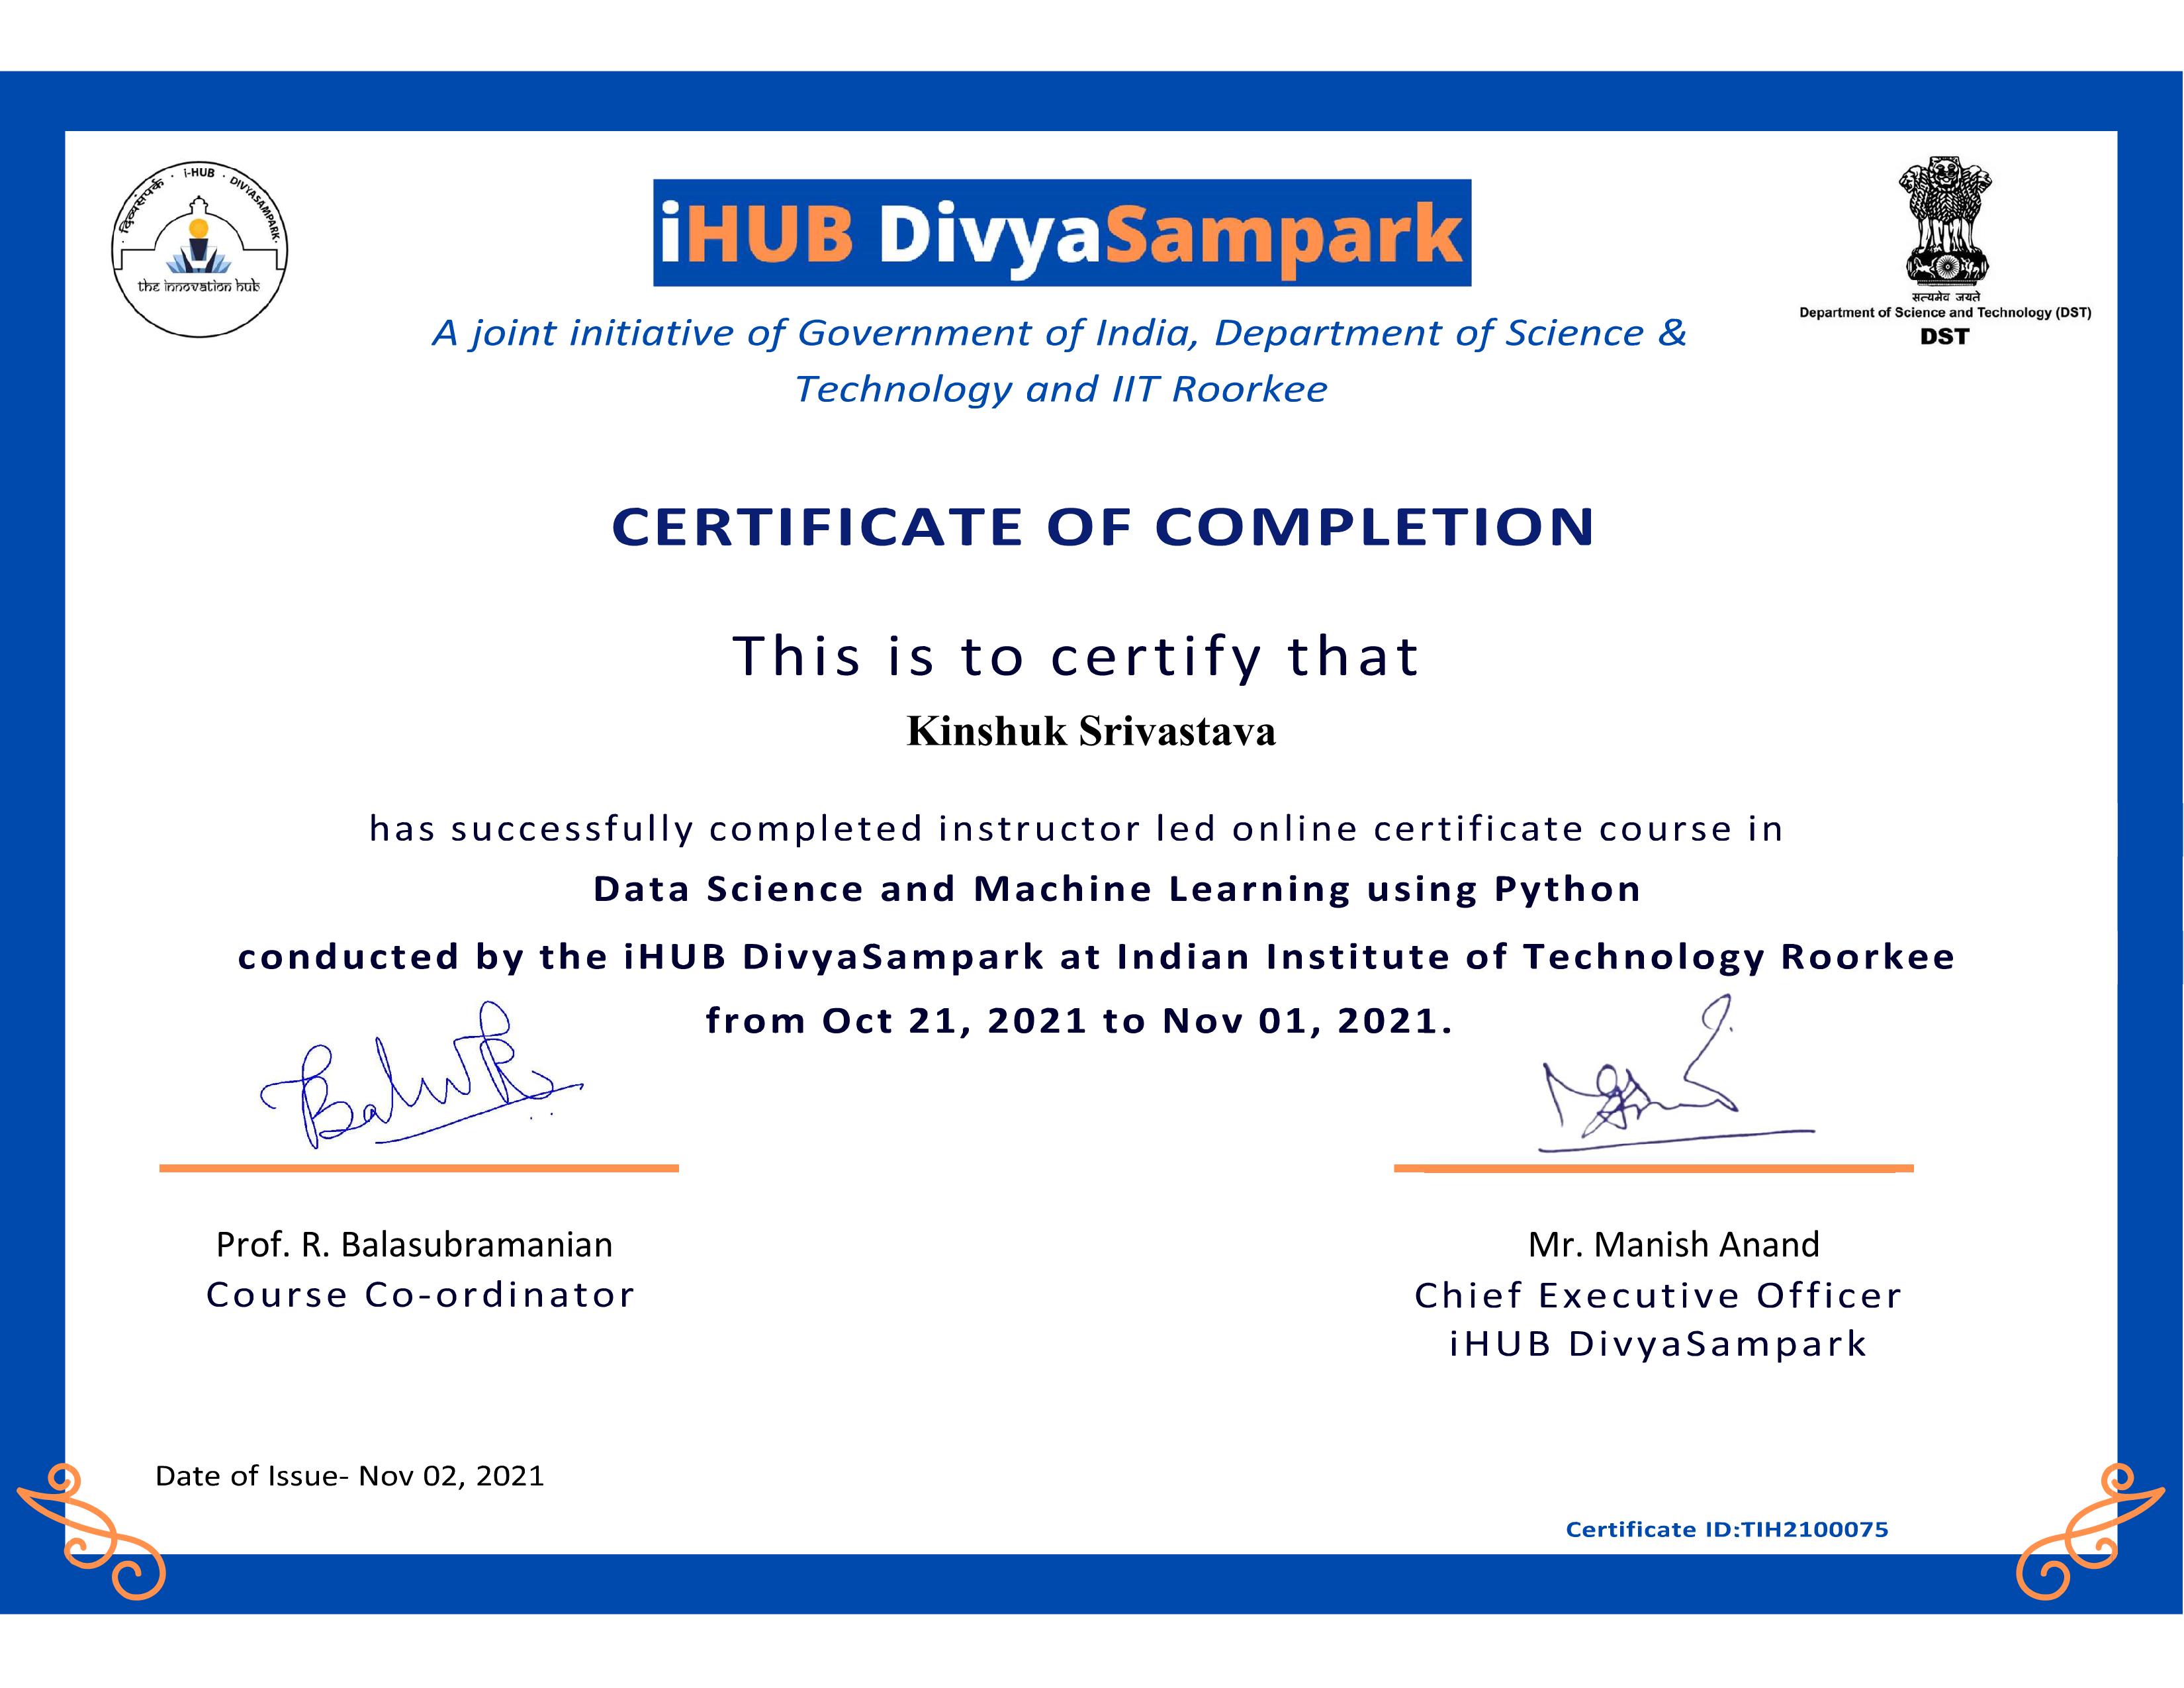 दिव्यसंपर्क · i-HUB · DIVYASAMPARK ·
the innovation hub
iHUB DivyaSampark
सत्यमेव जयते
Department of Science and Technology (DST)
DST
A joint initiative of Government of India, Department of Science &
Technology and IIT Roorkee
CERTIFICATE OF COMPLETION
This is to certify that
Kinshuk Srivastava
has successfully completed instructor led online certificate course in
Data Science and Machine Learning using Python
conducted by the iHUB DivyaSampark at Indian Institute of Technology Roorkee
from Oct 21, 2021 to Nov 01, 2021.
Prof. R. Balasubramanian
Course Co-ordinator
Mr. Manish Anand
Chief Executive Officer
iHUB DivyaSampark
Date of Issue- Nov 02, 2021
Certificate ID:TIH2100075